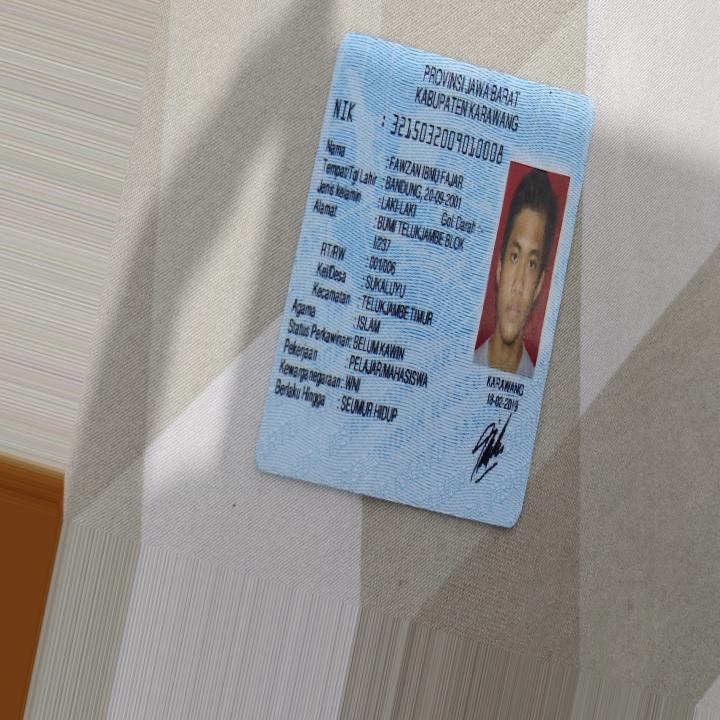 PROVINSI JAWA BARAT
KABUPATEN KARAWANG
NIK : 3215032009010008
Nama : FAWZAN IBNU FAJAR
Tempat/Tgl Lahir : BANDUNG, 20-09-2001
Jenis kelamin : LAKI-LAKI Gol. Darah :-
Alamat : BUMI TELUKJAMBE BLOK
I/237
RT/RW : 001/006
Kel/Desa : SUKALUYU
Kecamatan : TELUKJAMBE TIMUR
Agama : ISLAM
Status Perkawinan: BELUM KAWIN
Pekerjaan : PELAJAR/MAHASISWA
Kewarganegaraan: WNI
Berlaku Hingga : SEUMUR HIDUP
KARAWANG
18-02-2019